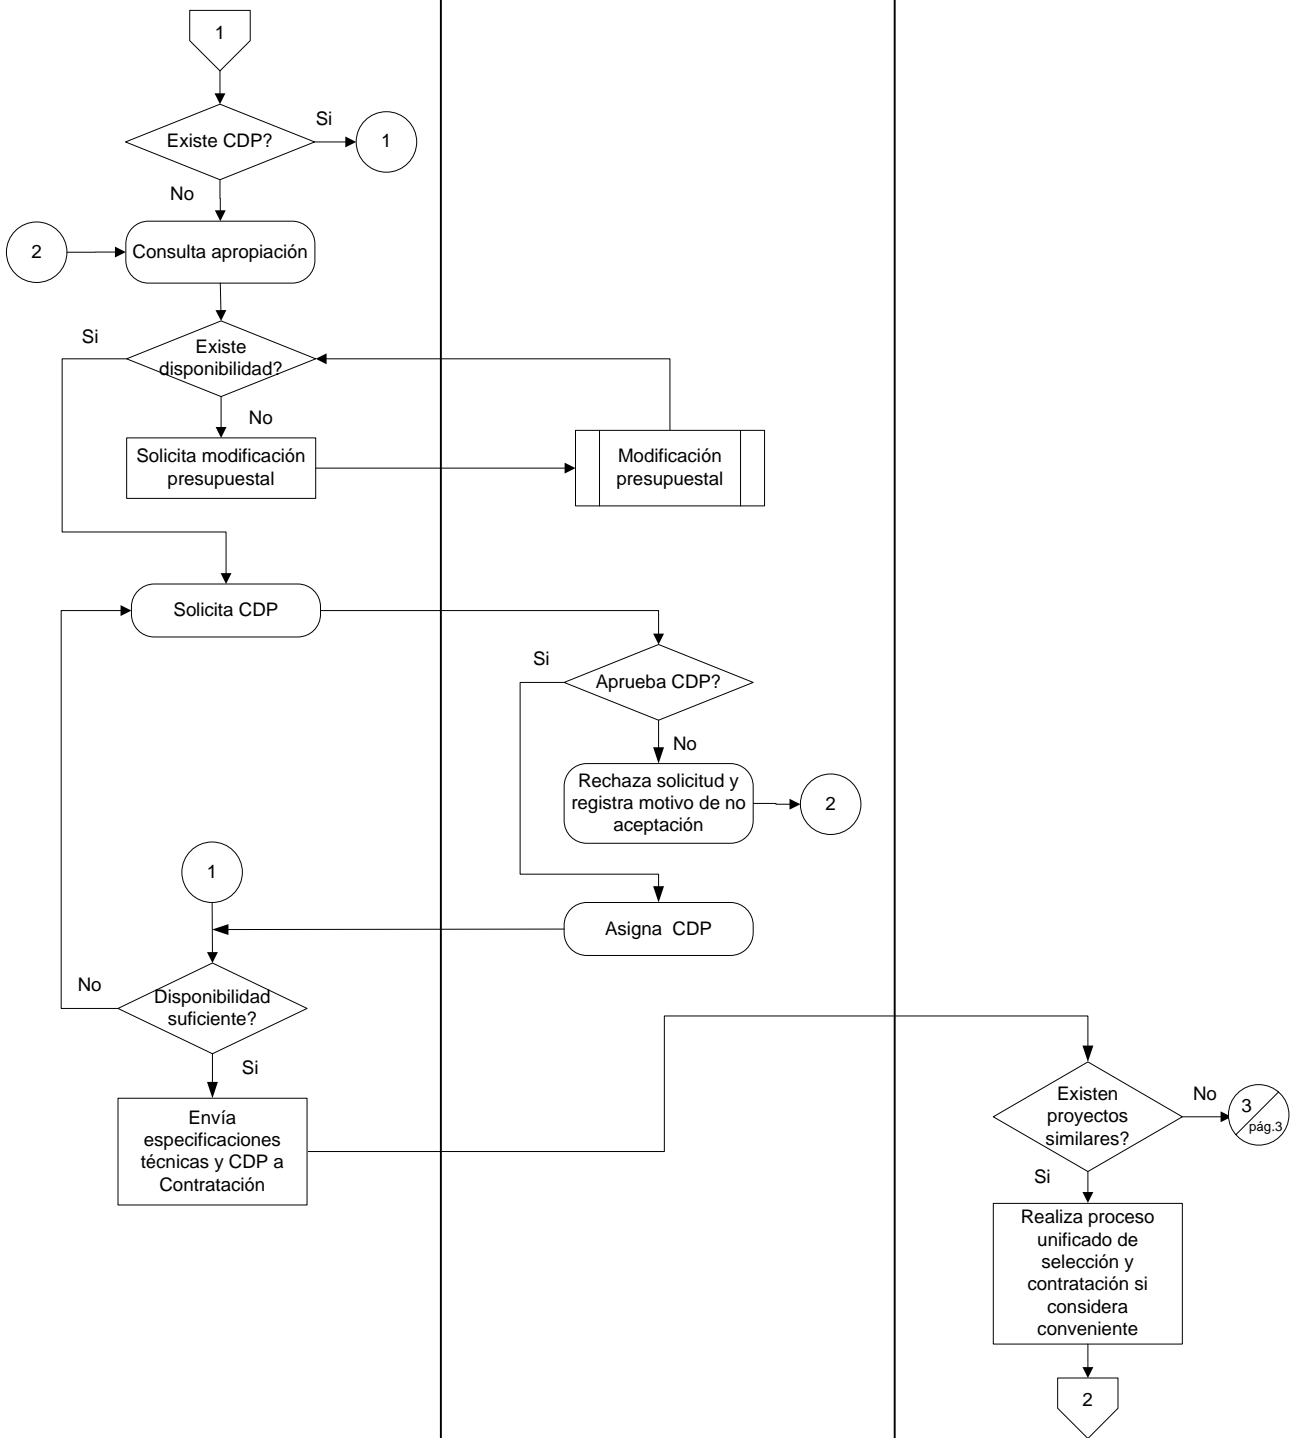 1
Existe CDP?
Si
1
No
2
Consulta apropiación
Si
Existe
disponibilidad?
No
Solicita modificación
presupuestal
Modificación
presupuestal
Solicita CDP
Si
Aprueba CDP?
No
Rechaza solicitud y
registra motivo de no
aceptación
2
1
Asigna CDP
No
Disponibilidad
suficiente?
Si
Envía
especificaciones
técnicas y CDP a
Contratación
Existen
proyectos
similares?
No
3
pág.3
Si
Realiza proceso
unificado de
selección y
contratación si
considera
conveniente
2